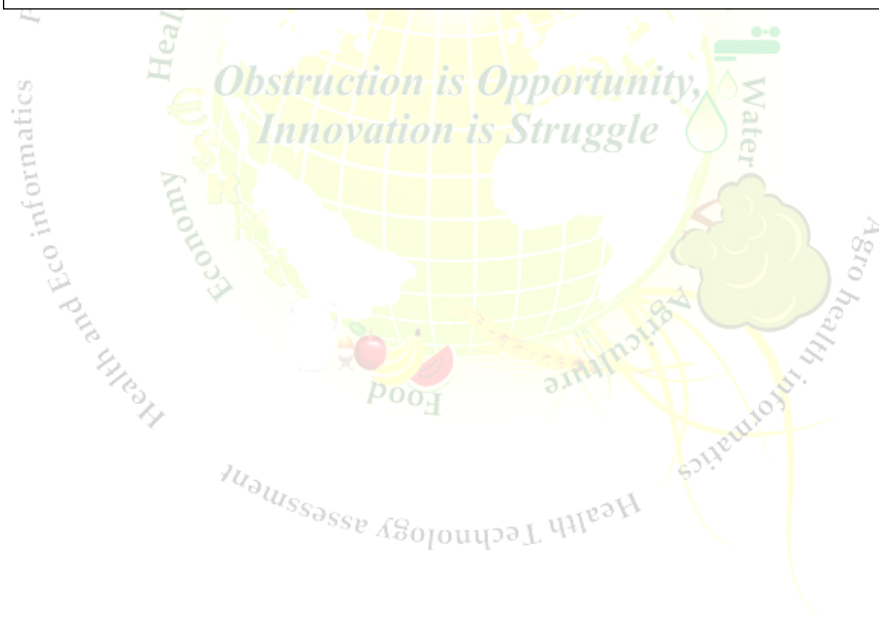 Obstruction is Opportunity,
Innovation is Struggle
Water
Economy
Agriculture
Food
Health and Eco informatics
Health Technology assessment
Agro health informatics